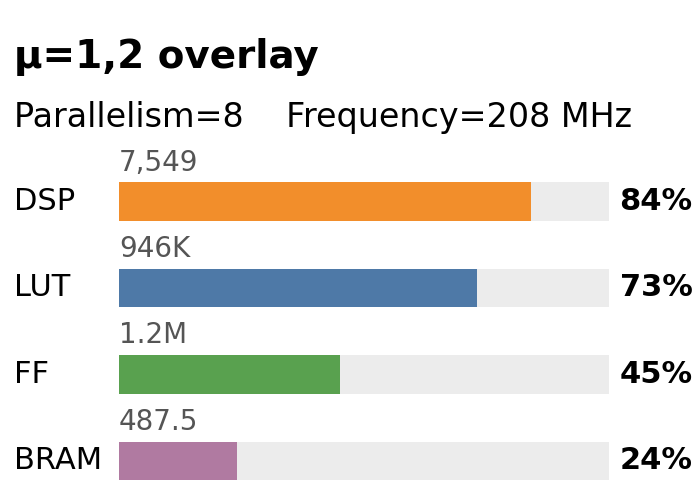 μ=1,2 overlay
Parallelism=8 Frequency=208 MHz
7,549
DSP 84%
946K
LUT 73%
1.2M
FF 45%
487.5
BRAM 24%